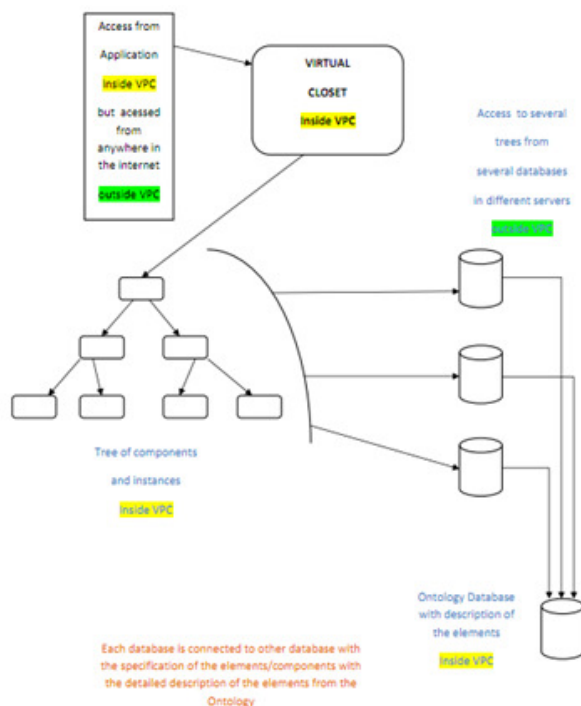 Access from
Application
Inside VPC
but acessed
from
anywhere in
the internet
outside VPC
VIRTUAL
CLOSET
Inside VPC
Access to several
trees from
several databases
in different servers
outside VPC
Tree of components
and instances
Inside VPC
Ontology Database
with description of
the elements
Inside VPC
Each database is connected to other database with
the specification of the elements/components with
the detailed description of the elements from the
Ontology